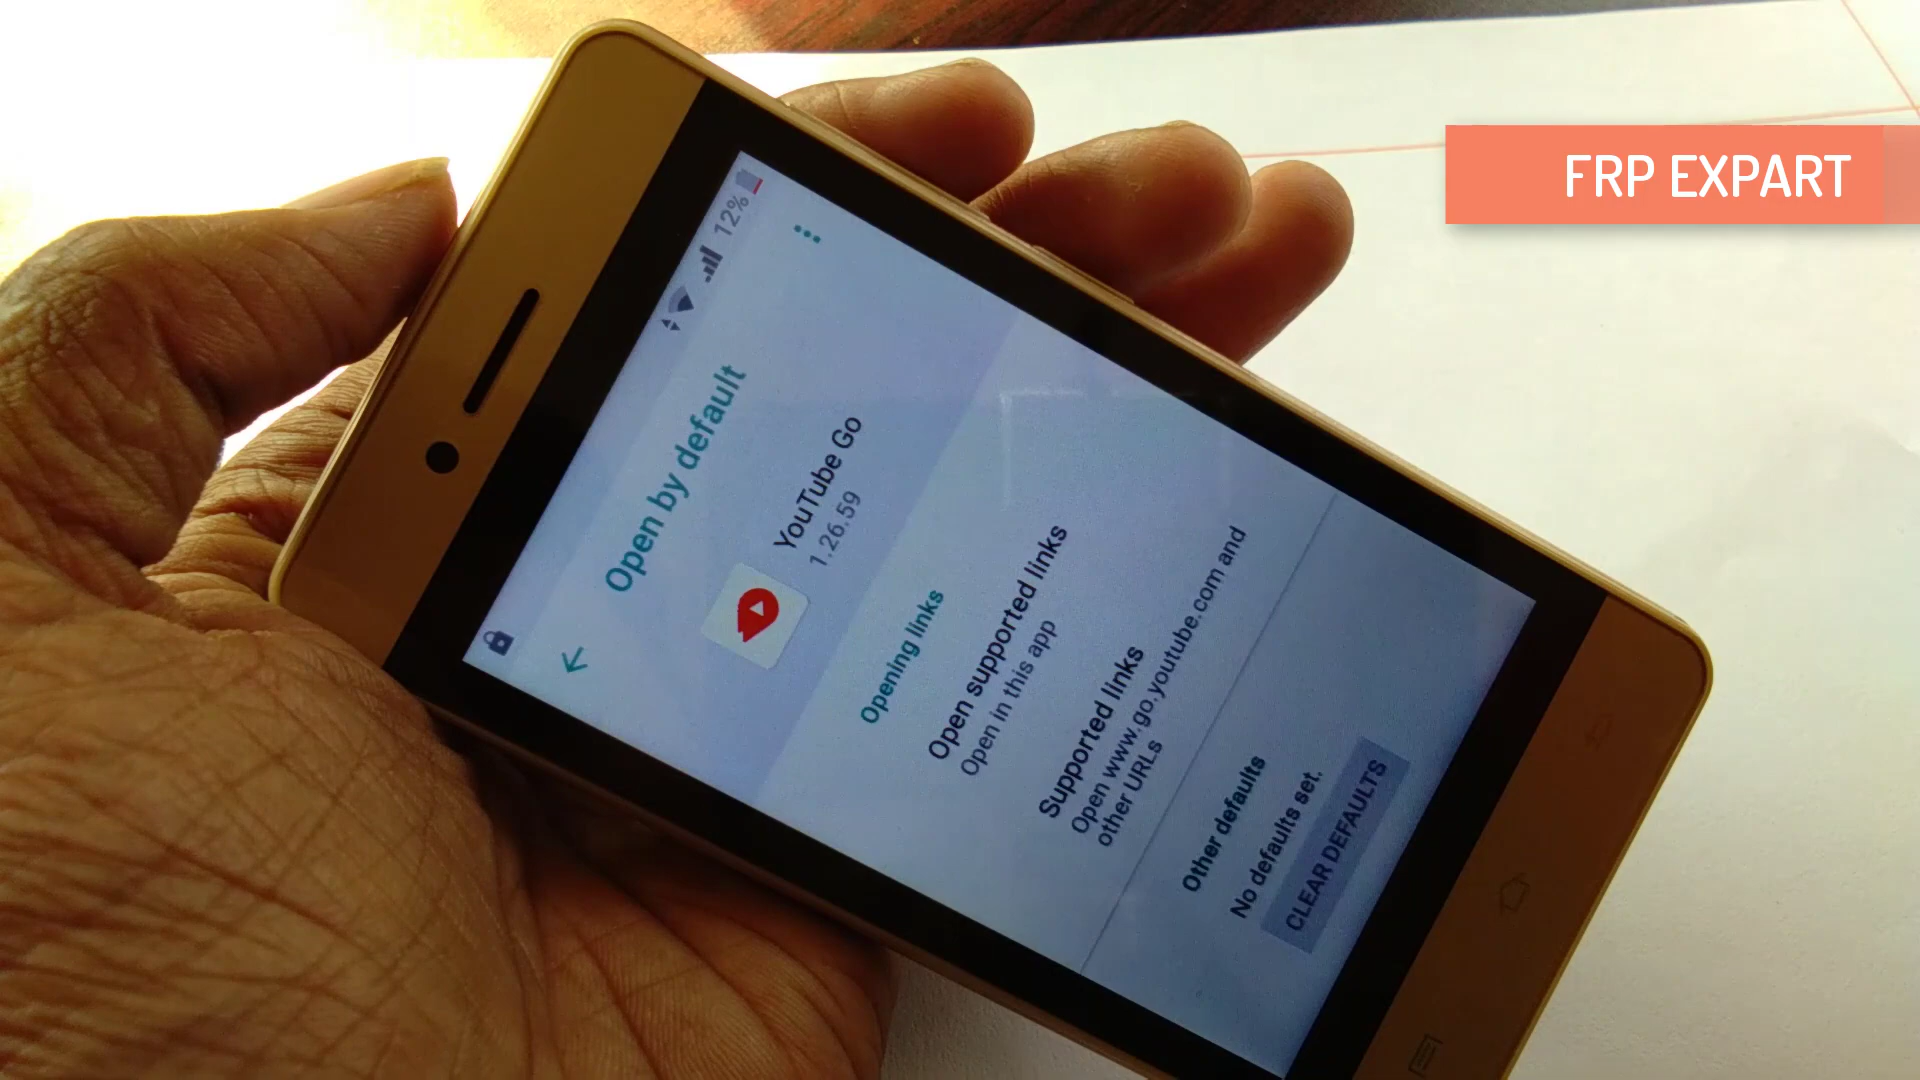 FRP EXPART
12%
Open by default
YouTube Go
1.26.59
Opening links
Open supported links
Open in this app
Supported links
Open www.go.youtube.com and
other URLs
Other defaults
No defaults set.
CLEAR DEFAULTS